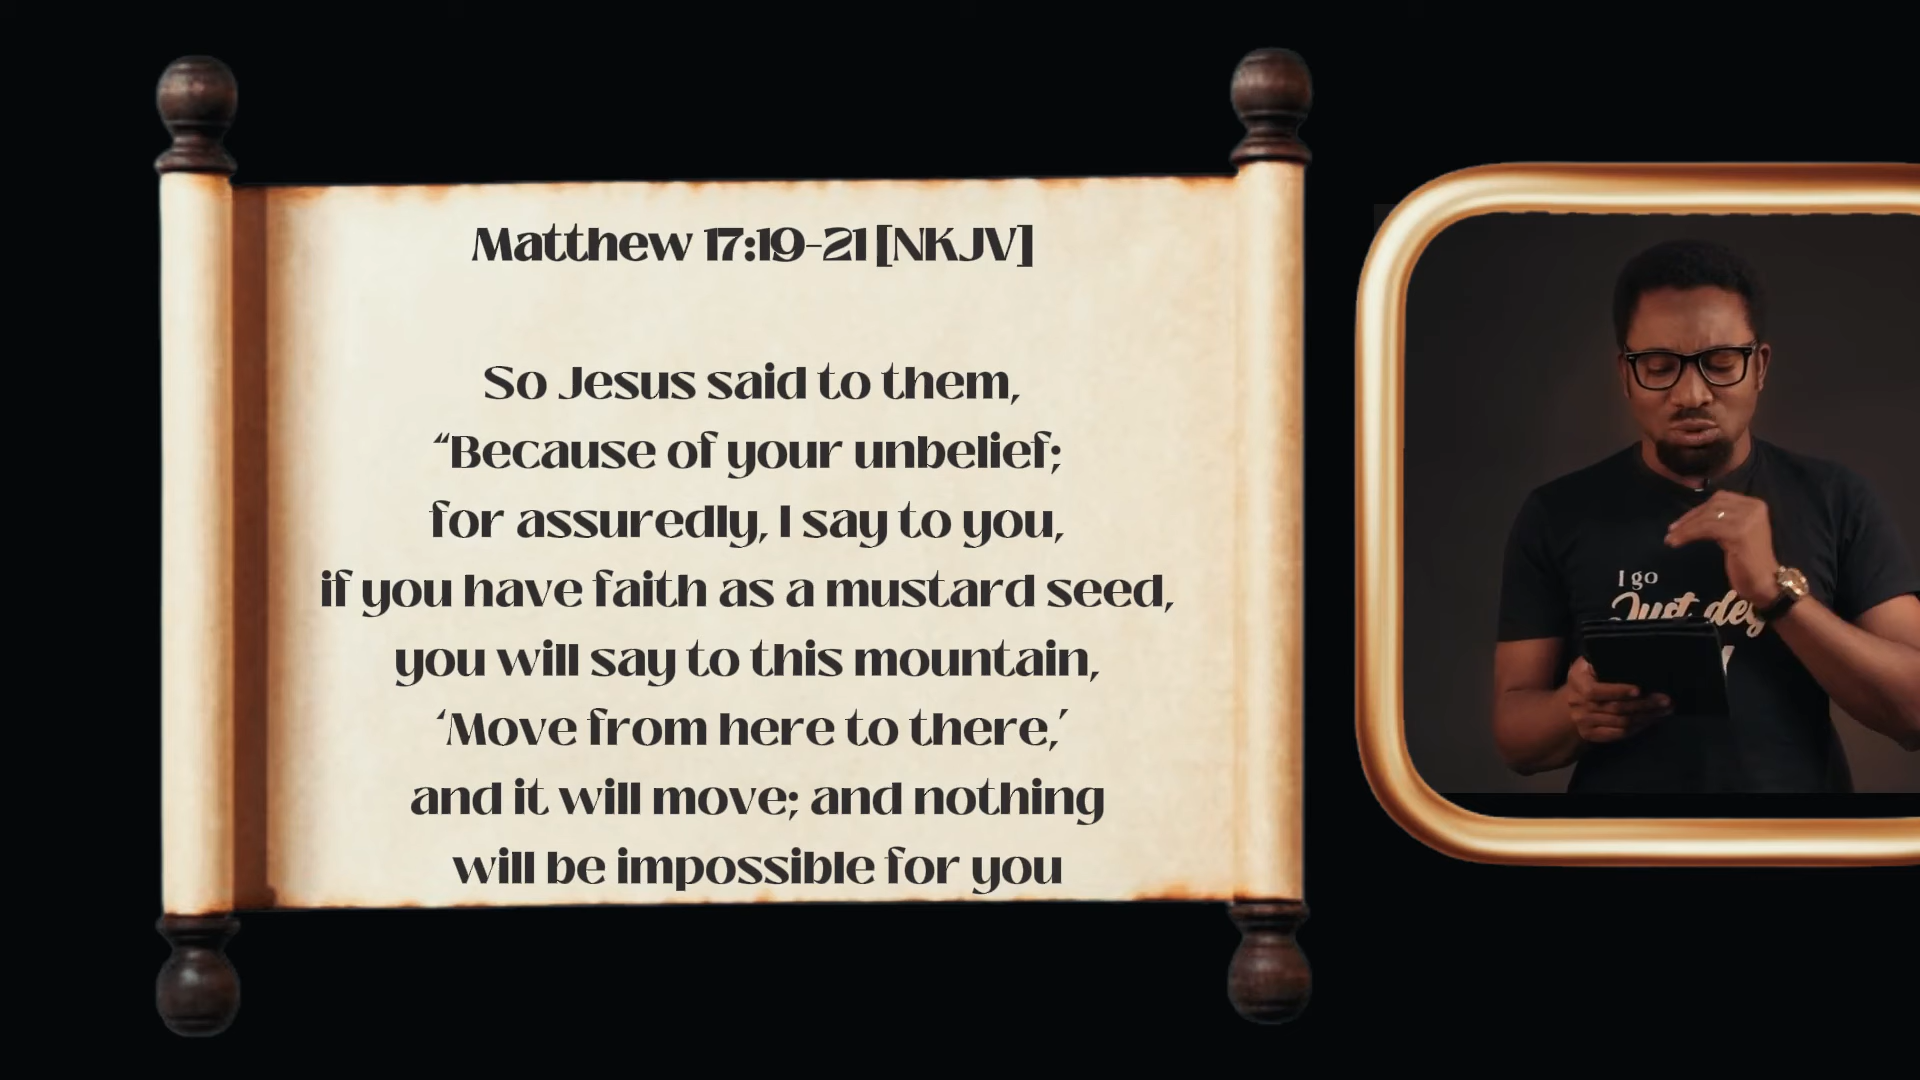 Matthew 17:19-21 [NKJV]
So Jesus said to them,
“Because of your unbelief;
for assuredly, I say to you,
if you have faith as a mustard seed,
you will say to this mountain,
‘Move from here to there,’
and it will move; and nothing
will be impossible for you
I go
Just